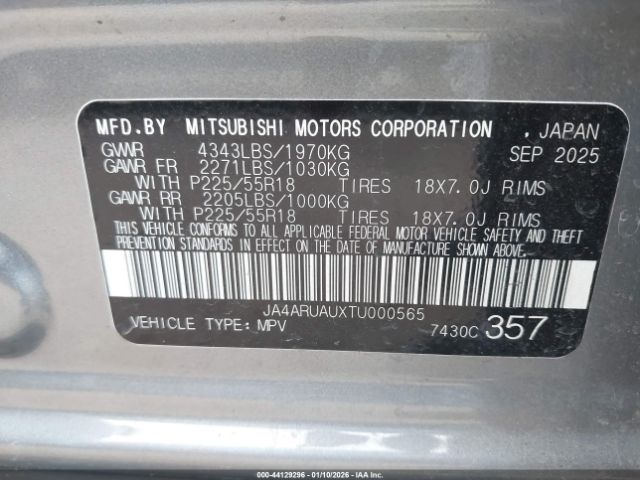 MFD.BY MITSUBISHI MOTORS CORPORATION . JAPAN
GVWR 4343LBS/1970KG SEP 2025
GAWR FR 2271LBS/1030KG
WITH P225/55R18 TIRES 18X7.0J RIMS
GAWR RR 2205LBS/1000KG
WITH P225/55R18 TIRES 18X7.0J RIMS
THIS VEHICLE CONFORMS TO ALL APPLICABLE FEDERAL MOTOR VEHICLE SAFETY AND THEFT
PREVENTION STANDARDS IN EFFECT ON THE DATE OF MANUFACTURE SHOWN ABOVE.
JA4ARUAUXTU000565
VEHICLE TYPE: MPV 7430C 357
000-44129296 - 01/10/2026 - IAAI.COM